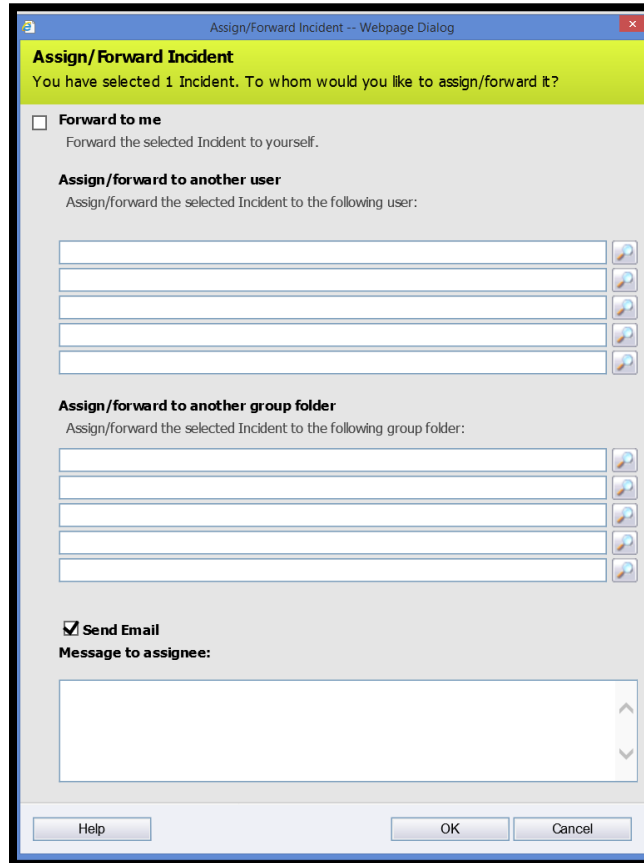 Assign/Forward Incident -- Webpage Dialog
Assign/Forward Incident
You have selected 1 Incident. To whom would you like to assign/forward it?
Forward to me
Forward the selected Incident to yourself.
Assign/forward to another user
Assign/forward the selected Incident to the following user:
Assign/forward to another group folder
Assign/forward the selected Incident to the following group folder:
Send Email
Message to assignee:
Help OK Cancel